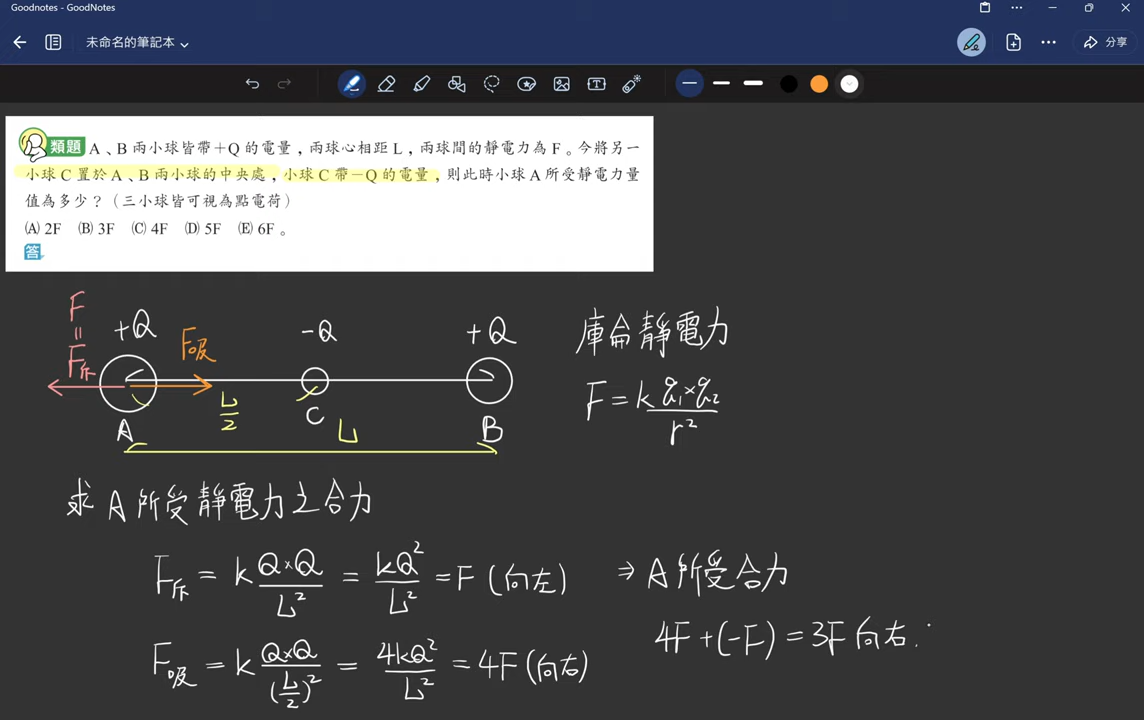 Goodnotes - GoodNotes
未命名的筆記本
分享
類題 A、B 兩小球皆帶+Q 的電量，兩球心相距 L，兩球間的靜電力為 F。今將另一
小球 C 置於 A、B 兩小球的中央處，小球 C 帶-Q 的電量，則此時小球 A 所受靜電力量
值為多少？（三小球皆可視為點電荷）
(A) 2F (B) 3F (C) 4F (D) 5F (E) 6F。
答
F = F斥
+Q
F吸
-Q
+Q
L/2
A
C
L
B
庫侖靜電力
F = k q₁×q₂ / r²
求 A 所受靜電力之合力
F斥 = k Q×Q / L² = kQ² / L² = F (向左)
F吸 = k Q×Q / (L/2)² = 4kQ² / L² = 4F (向右)
⇒ A 所受合力
4F + (-F) = 3F 向右